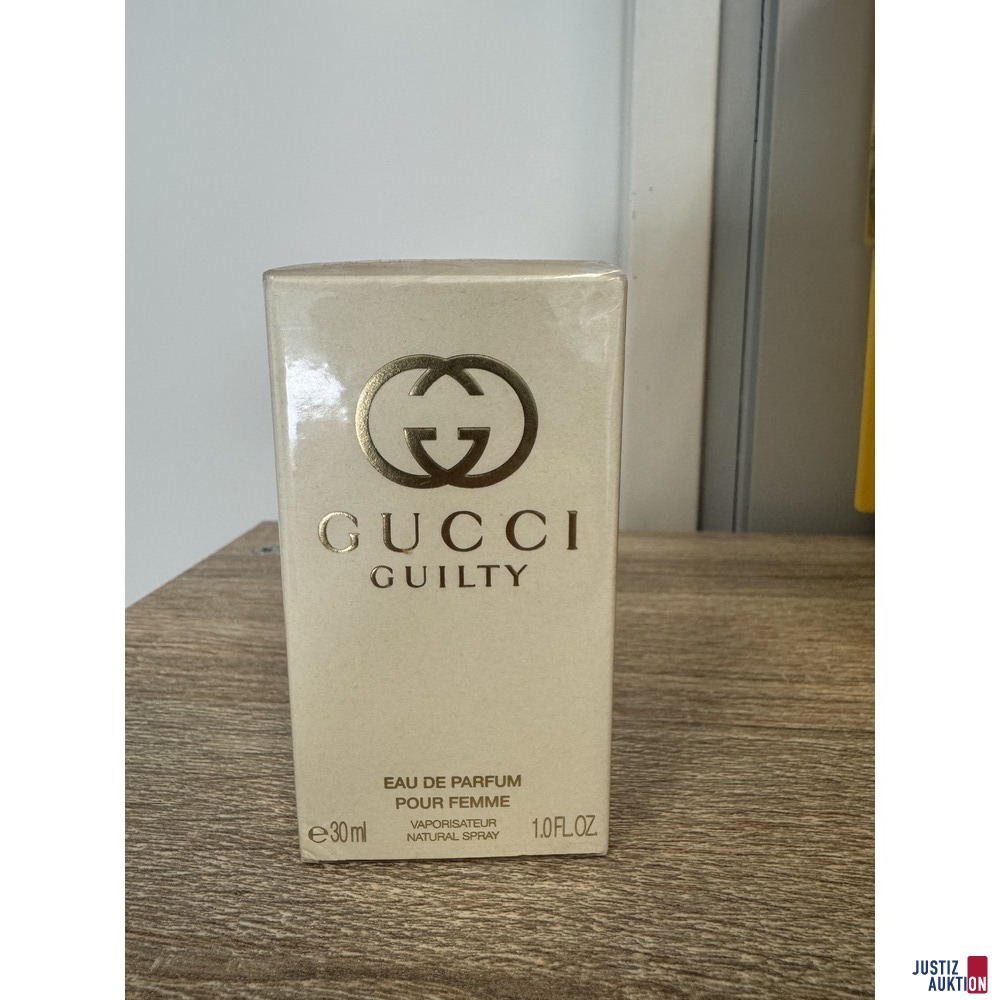 GUCCI
GUILTY
EAU DE PARFUM
POUR FEMME
VAPORISATEUR
NATURAL SPRAY
e 30 ml
1.0 FL.OZ.
JUSTIZ
AUKTION